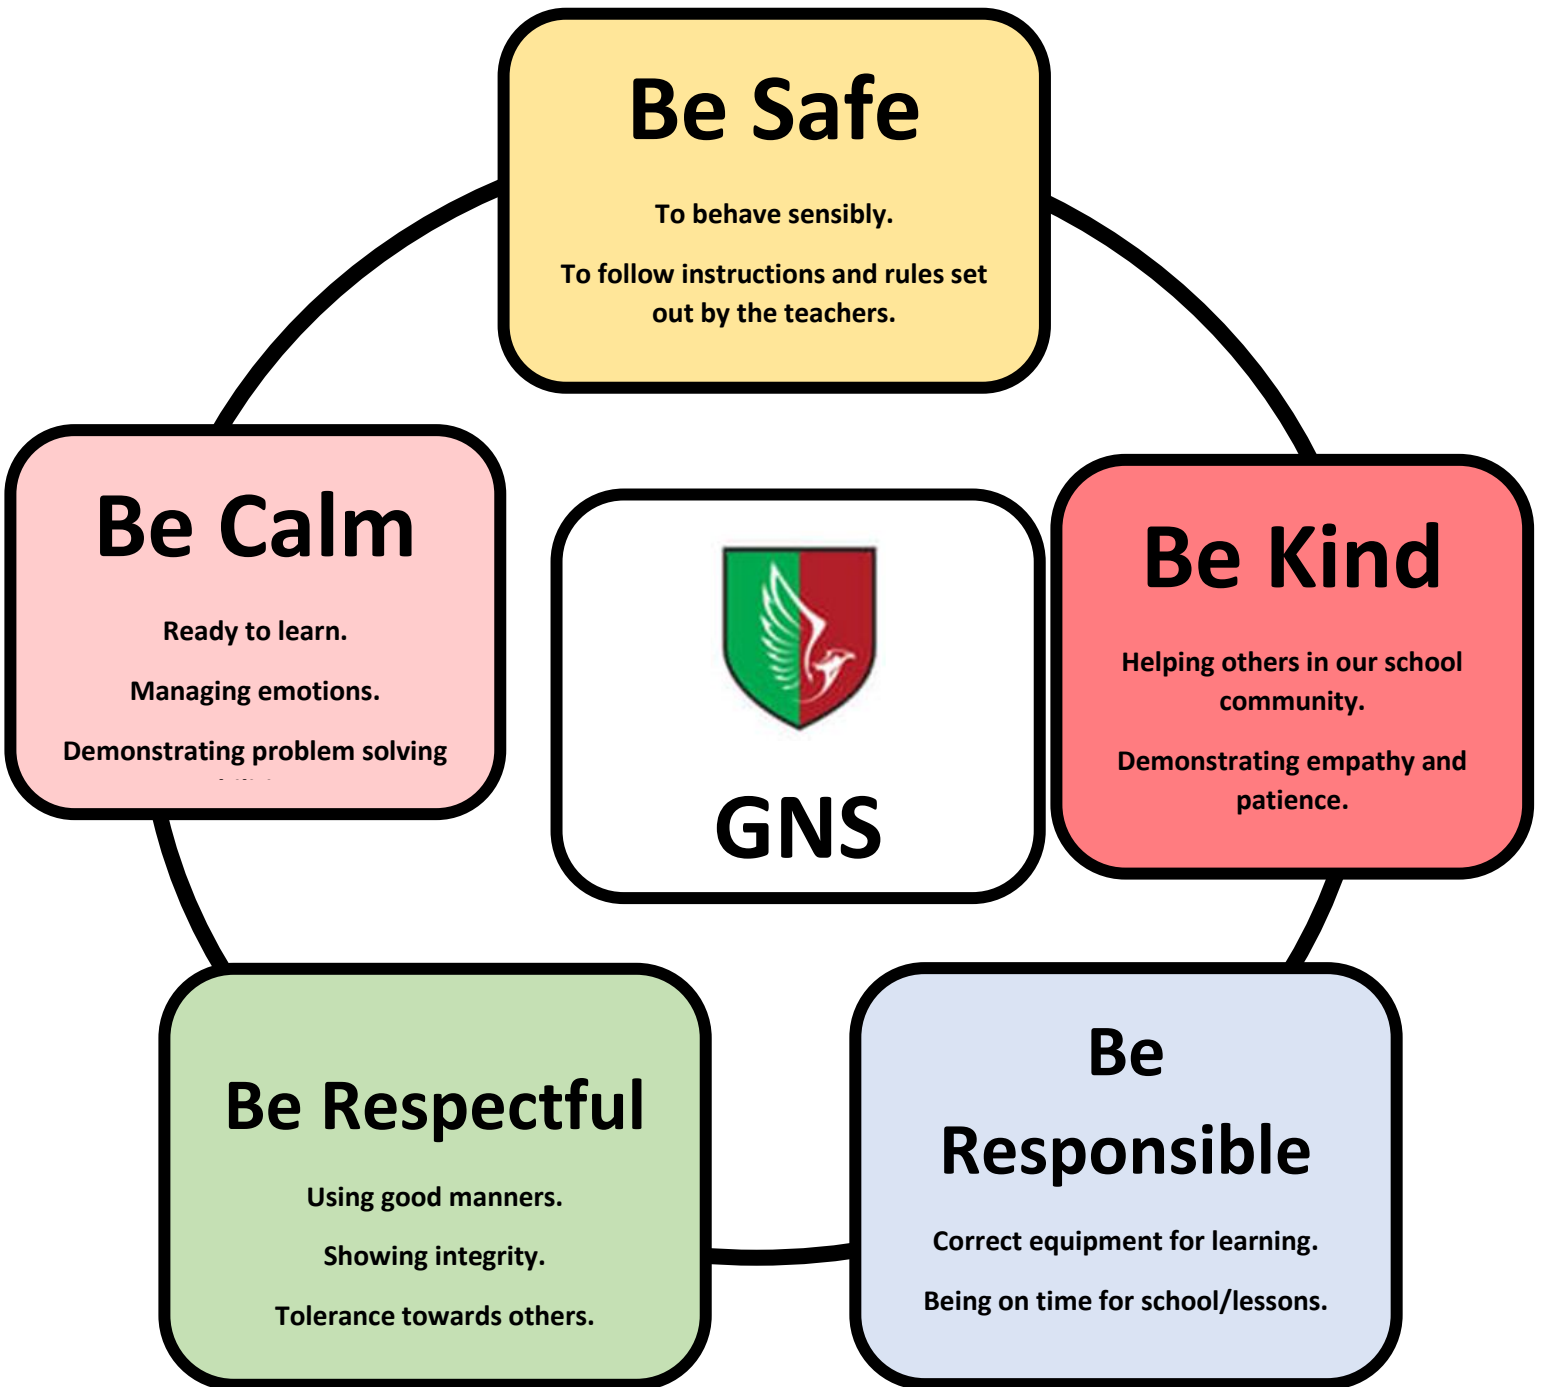 Be Safe
To behave sensibly.
To follow instructions and rules set
out by the teachers.
Be Calm
Ready to learn.
Managing emotions.
Demonstrating problem solving
GNS
Be Kind
Helping others in our school
community.
Demonstrating empathy and
patience.
Be Respectful
Using good manners.
Showing integrity.
Tolerance towards others.
Be
Responsible
Correct equipment for learning.
Being on time for school/lessons.